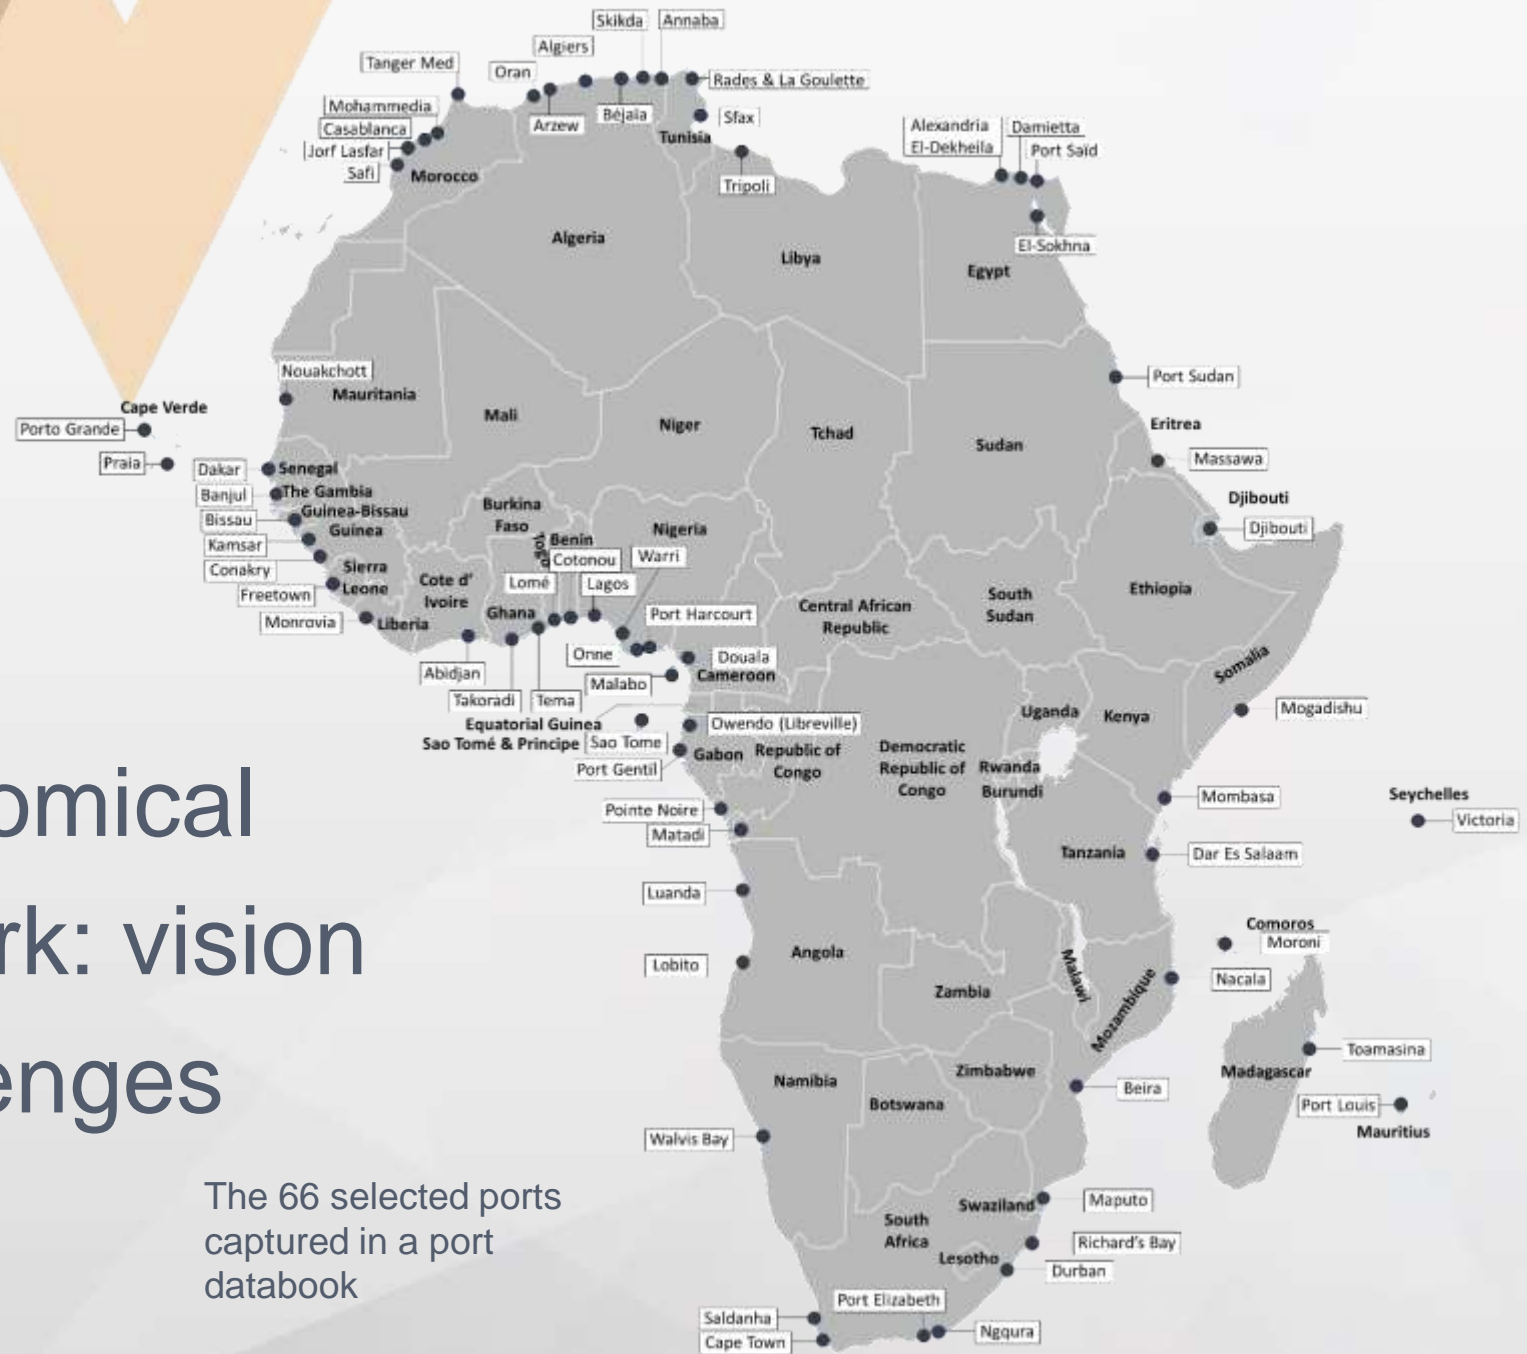 Skikda
Annaba
Algiers
Tanger Med
Oran
Rades & La Goulette
Mohammedia
Casablanca
Jorf Lasfar
Safi
Morocco
Arzew
Béjaïa
Sfax
Tunisia
Tripoli
Alexandria
El-Dekheila
Damietta
Port Saïd
El-Sokhna
Algeria
Libya
Egypt
Nouakchott
Mauritania
Mali
Niger
Tchad
Sudan
Port Sudan
Eritrea
Massawa
Djibouti
Djibouti
Cape Verde
Porto Grande
Praia
Dakar
Senegal
Banjul
The Gambia
Bissau
Guinea-Bissau
Guinea
Kamsar
Conakry
Sierra
Leone
Freetown
Monrovia
Liberia
Burkina
Faso
Togo
Benin
Cotonou
Nigeria
Warri
Cote d'
Ivoire
Lomé
Lagos
Ghana
Port Harcourt
Onne
Abidjan
Takoradi
Tema
Malabo
Douala
Cameroon
Central African
Republic
South
Sudan
Ethiopia
Somalia
Mogadishu
Equatorial Guinea
Sao Tomé & Principe
Sao Tome
Owendo (Libreville)
Port Gentil
Gabon
Republic of
Congo
Democratic
Republic of
Congo
Uganda
Kenya
Rwanda
Burundi
Pointe Noire
Matadi
Mombasa
Seychelles
Victoria
Tanzania
Dar Es Salaam
Luanda
Lobito
Angola
Zambia
Malawi
Mozambique
Comoros
Moroni
Nacala
Namibia
Botswana
Zimbabwe
Beira
Madagascar
Toamasina
Port Louis
Mauritius
Walvis Bay
South
Africa
Swaziland
Maputo
Lesotho
Richard's Bay
Durban
Port Elizabeth
Saldanha
Cape Town
Ngqura
omical
rk: vision
enges
The 66 selected ports
captured in a port
databook